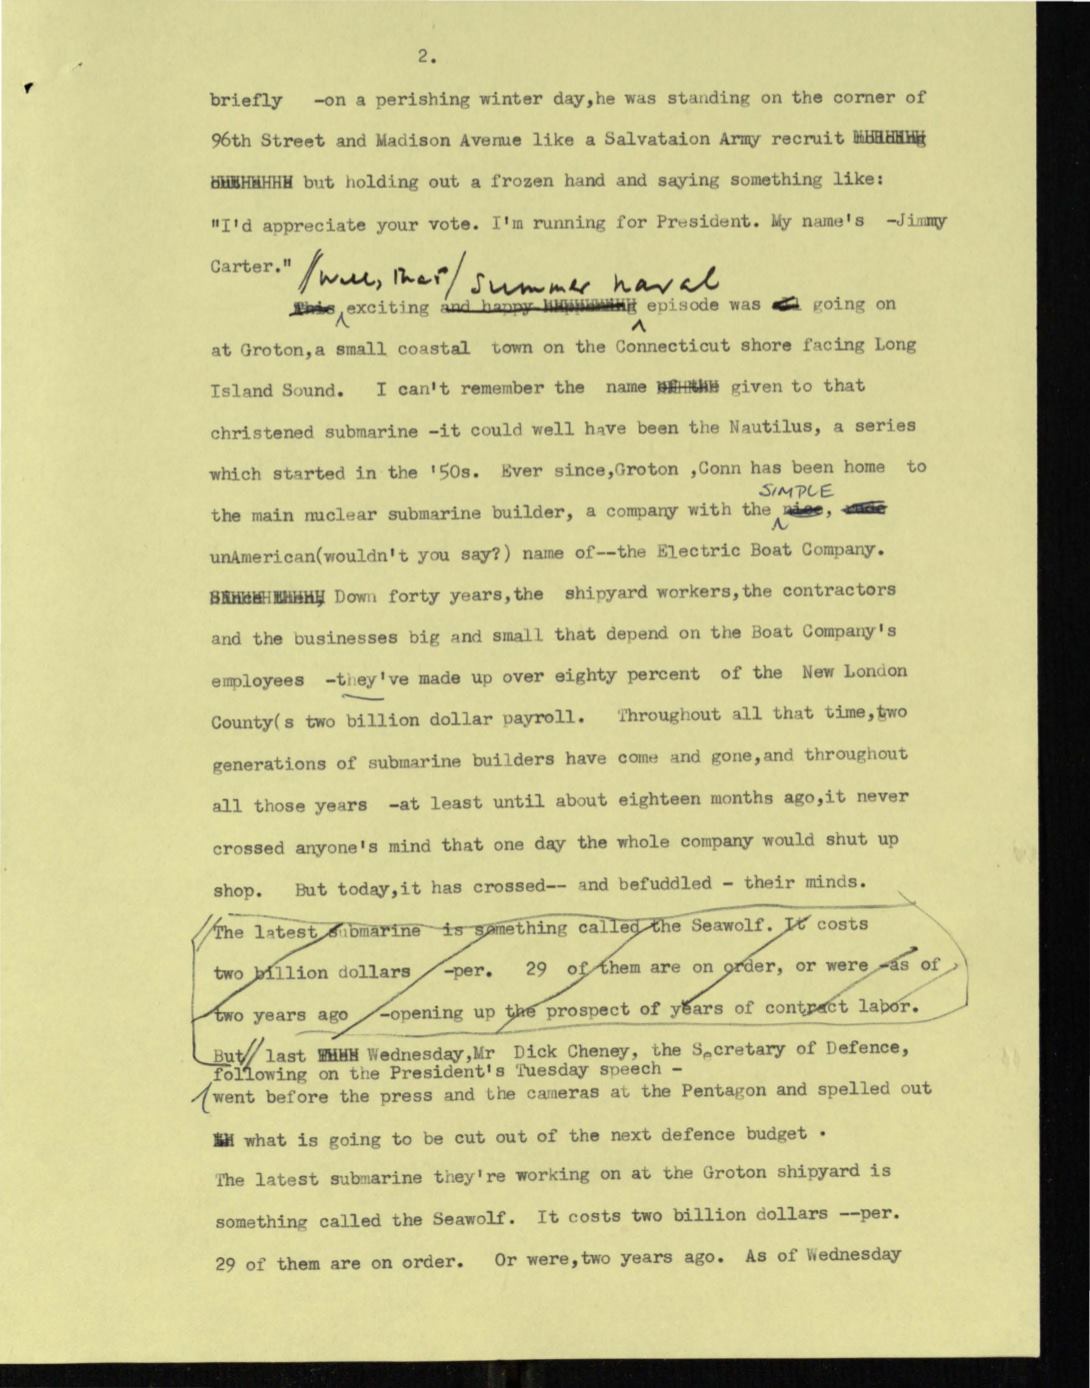 2.
briefly -on a perishing winter day,he was standing on the corner of
96th Street and Madison Avenue like a Salvataion Army recruit
but holding out a frozen hand and saying something like:
"I'd appreciate your vote. I'm running for President. My name's -Jimmy
Carter."
//Well, that/ summer naval
This, exciting and happy episode was going on
at Groton,a small coastal town on the Connecticut shore facing Long
Island Sound. I can't remember the name of the given to that
christened submarine -it could well have been the Nautilus, a series
which started in the '50s. Ever since,Groton ,Conn has been home to
SIMPLE
the main nuclear submarine builder, a company with the nice,
unAmerican(wouldn't you say?) name of--the Electric Boat Company.
Down forty years,the shipyard workers,the contractors
and the businesses big and small that depend on the Boat Company's
employees -they've made up over eighty percent of the New London
County(s two billion dollar payroll. Throughout all that time,two
generations of submarine builders have come and gone,and throughout
all those years -at least until about eighteen months ago,it never
crossed anyone's mind that one day the whole company would shut up
shop. But today,it has crossed-- and befuddled - their minds.
//The latest submarine is something called the Seawolf. It costs
two billion dollars -per. 29 of them are on order, or were -as of
two years ago -opening up the prospect of years of contract labor.
But// last Wednesday,Mr Dick Cheney, the Secretary of Defence,
following on the President's Tuesday speech -
went before the press and the cameras at the Pentagon and spelled out
what is going to be cut out of the next defence budget .
The latest submarine they're working on at the Groton shipyard is
something called the Seawolf. It costs two billion dollars --per.
29 of them are on order. Or were,two years ago. As of Wednesday